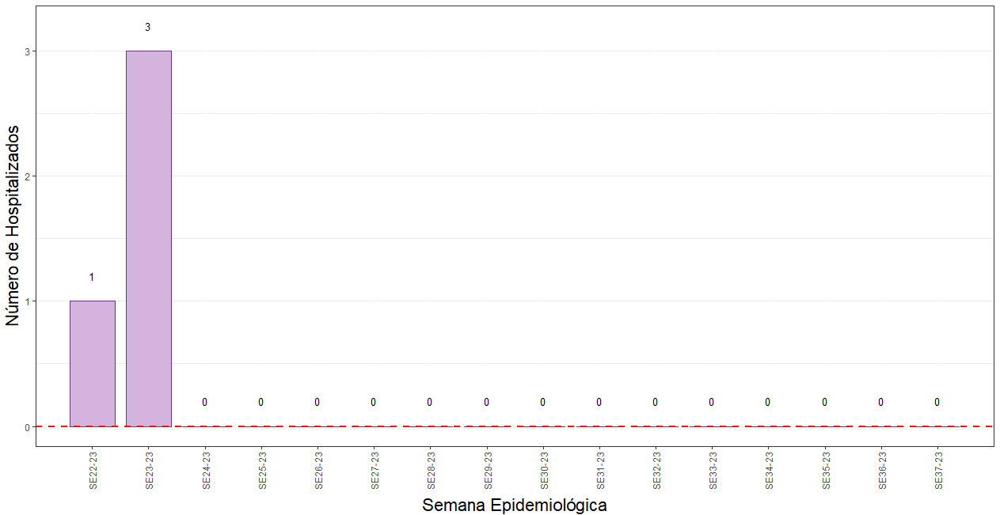 Número de Hospitalizados
3
2
1
0
1
3
0
0
0
0
0
0
0
0
0
0
0
0
0
0
SE22-23
SE23-23
SE24-23
SE25-23
SE26-23
SE27-23
SE28-23
SE29-23
SE30-23
SE31-23
SE32-23
SE33-23
SE34-23
SE35-23
SE36-23
SE37-23
Semana Epidemiológica